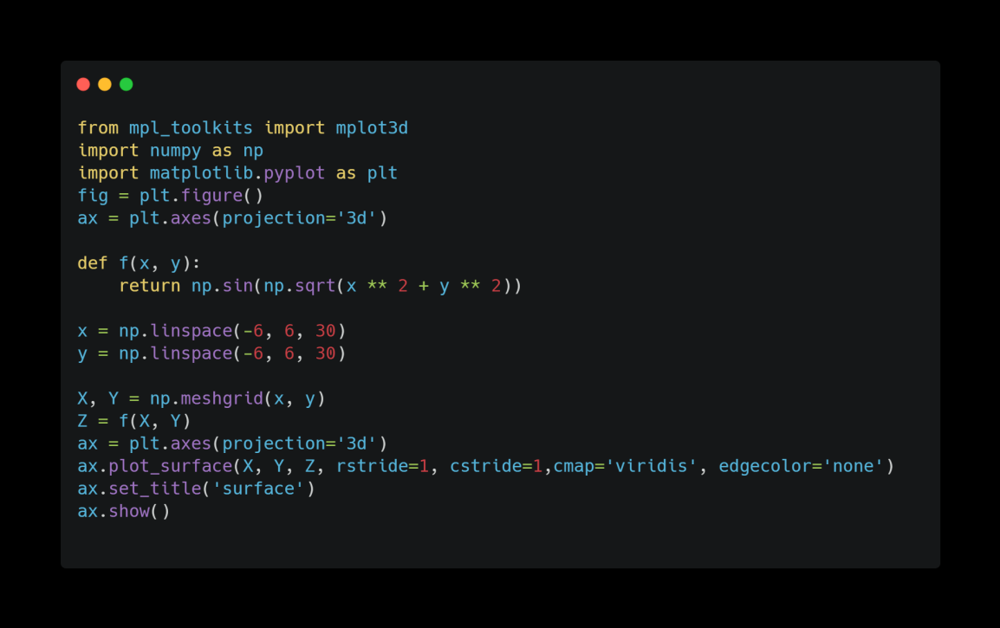 from mpl_toolkits import mplot3d
import numpy as np
import matplotlib.pyplot as plt
fig = plt.figure()
ax = plt.axes(projection='3d')

def f(x, y):
    return np.sin(np.sqrt(x ** 2 + y ** 2))

x = np.linspace(-6, 6, 30)
y = np.linspace(-6, 6, 30)

X, Y = np.meshgrid(x, y)
Z = f(X, Y)
ax = plt.axes(projection='3d')
ax.plot_surface(X, Y, Z, rstride=1, cstride=1,cmap='viridis', edgecolor='none')
ax.set_title('surface')
ax.show()